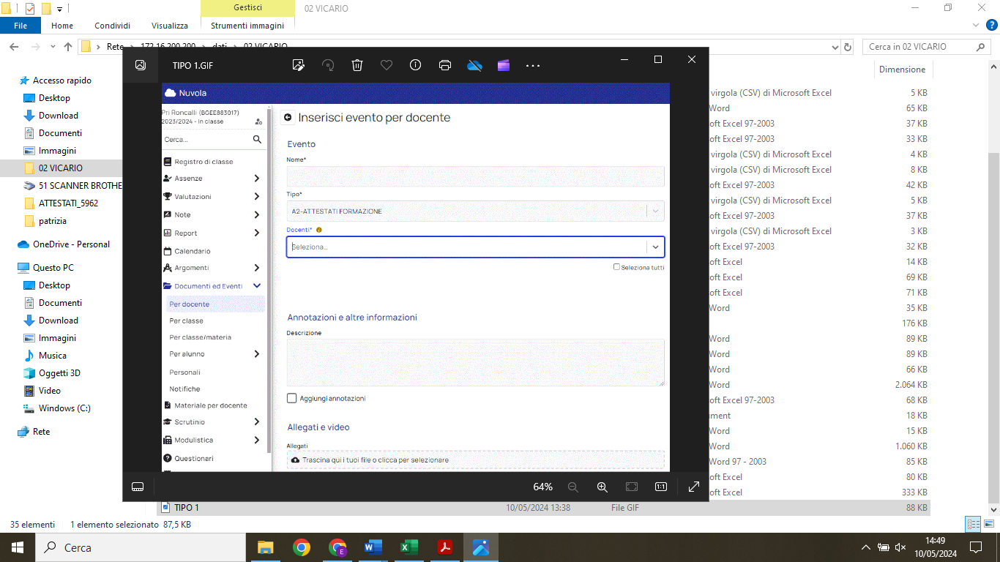 Gestisci
02 VICARIO
File
Home
Condividi
Visualizza
Strumenti immagini
Rete
172.16.200.200
dati
02 VICARIO
Cerca in 02 VICARIO
Accesso rapido
Desktop
Download
Documenti
Immagini
02 VICARIO
51 SCANNER BROTHE
ATTESTATI_5962
patrizia
OneDrive - Personal
Questo PC
Desktop
Documenti
Download
Immagini
Musica
Oggetti 3D
Video
Windows (C:)
Rete
TIPO 1.GIF
Nuvola
Pri Roncalli (BGEE883017)
2023/2024 - In classe
Cerca...
Registro di classe
Assenze
Valutazioni
Note
Report
Calendario
Argomenti
Documenti ed Eventi
Per docente
Per classe
Per classe/materia
Per alunno
Personali
Notifiche
Materiale per docente
Scrutinio
Modulistica
Questionari
Inserisci evento per docente
Evento
Nome*
Tipo*
A2-ATTESTATI FORMAZIONE
Docenti*
Seleziona...
Seleziona tutti
Annotazioni e altre informazioni
Descrizione
Aggiungi annotazioni
Allegati e video
Allegati
Trascina qui i tuoi file o clicca per selezionare
64%
1:1
Dimensione
virgola (CSV) di Microsoft Excel 5 KB
Word 65 KB
oft Excel 97-2003 37 KB
oft Excel 97-2003 33 KB
virgola (CSV) di Microsoft Excel 4 KB
virgola (CSV) di Microsoft Excel 8 KB
oft Excel 97-2003 42 KB
virgola (CSV) di Microsoft Excel 5 KB
oft Excel 97-2003 37 KB
virgola (CSV) di Microsoft Excel 3 KB
oft Excel 97-2003 32 KB
oft Excel 14 KB
oft Excel 69 KB
oft Excel 71 KB
Word 35 KB
176 KB
Word 89 KB
Word 89 KB
Word 66 KB
Word 2.064 KB
oft Excel 97-2003 68 KB
ment 18 KB
Word 15 KB
Word 1.060 KB
Word 97 - 2003 85 KB
oft Excel 80 KB
oft Excel 333 KB
TIPO 1 10/05/2024 13:38 File GIF 88 KB
35 elementi 1 elemento selezionato 87,5 KB
Cerca
14:49
10/05/2024